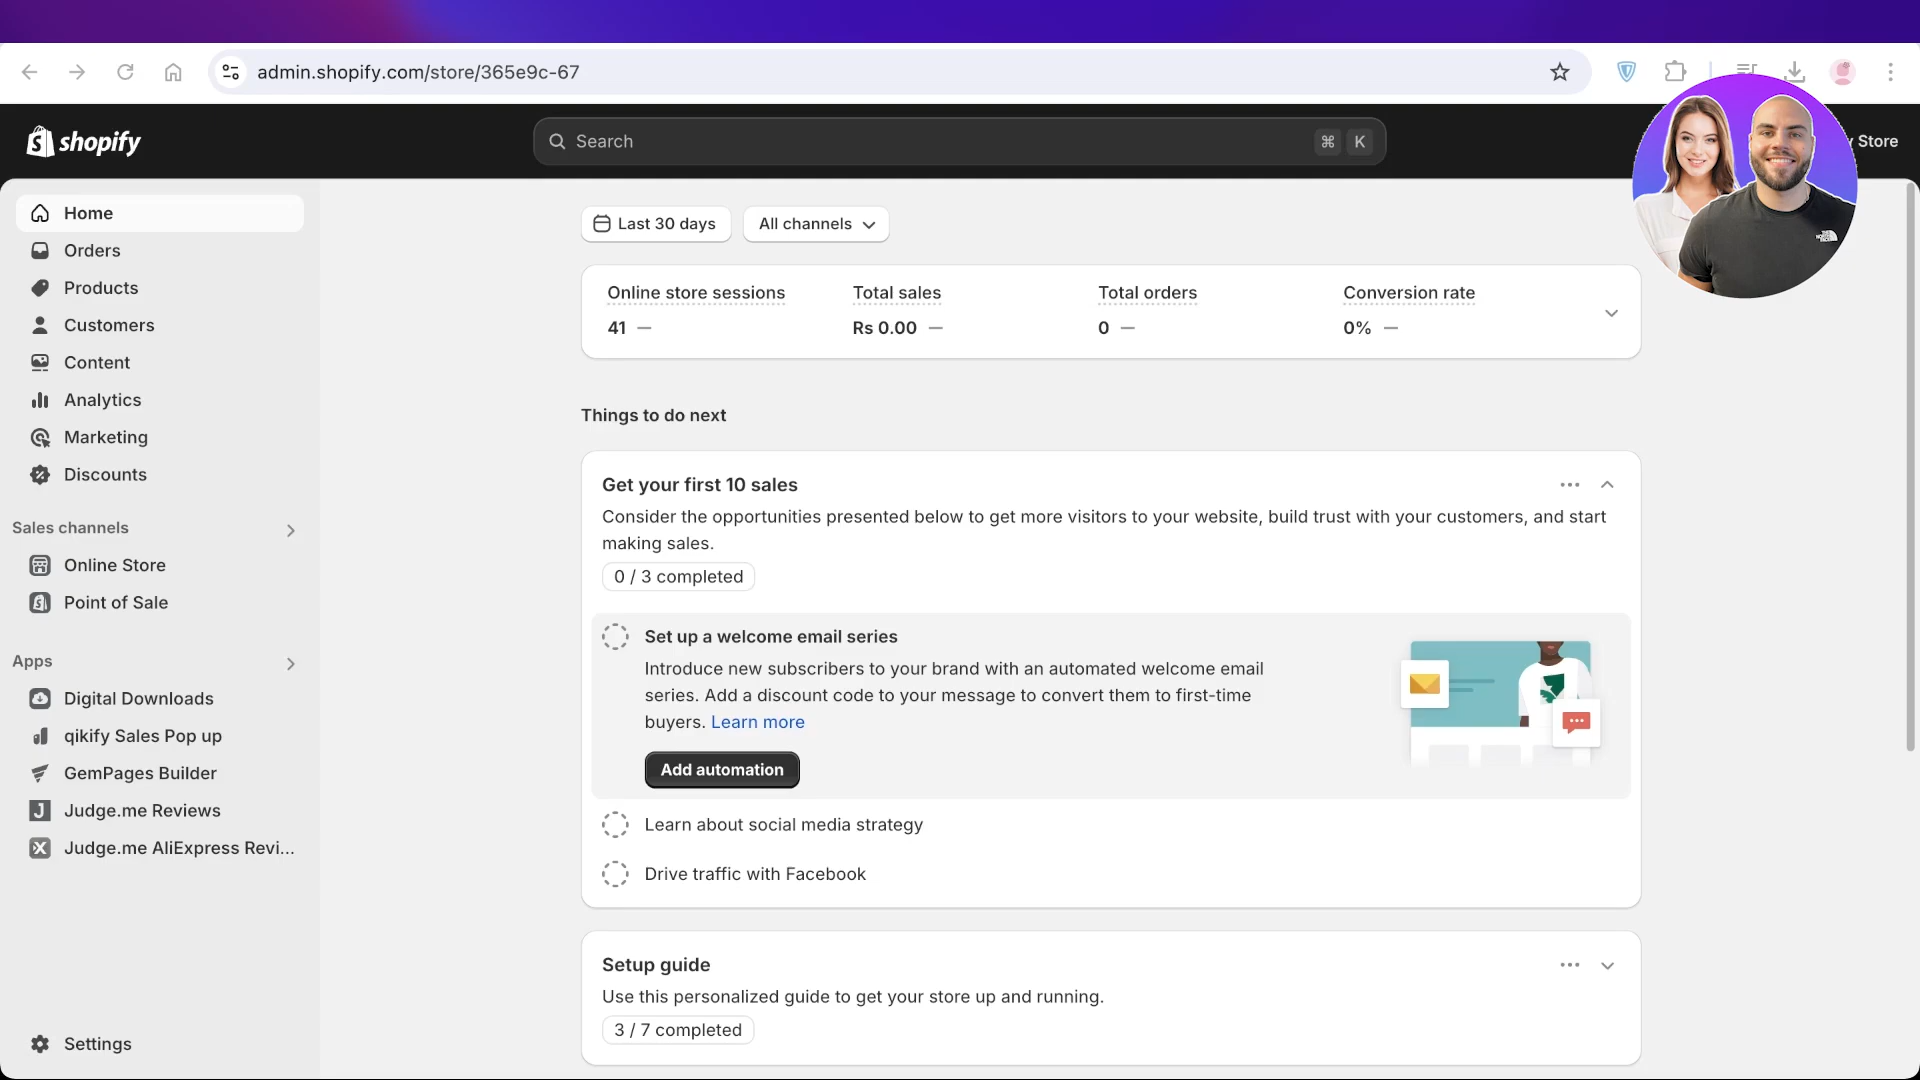 admin.shopify.com/store/365e9c-67
shopify
Search
⌘ K
Store
Home
Orders
Products
Customers
Content
Analytics
Marketing
Discounts
Sales channels
Online Store
Point of Sale
Apps
Digital Downloads
qikify Sales Pop up
GemPages Builder
Judge.me Reviews
Judge.me AliExpress Revi...
Settings
Last 30 days
All channels
Online store sessions
41 —
Total sales
Rs 0.00 —
Total orders
0 —
Conversion rate
0% —
Things to do next
Get your first 10 sales
Consider the opportunities presented below to get more visitors to your website, build trust with your customers, and start
making sales.
0 / 3 completed
Set up a welcome email series
Introduce new subscribers to your brand with an automated welcome email
series. Add a discount code to your message to convert them to first-time
buyers. Learn more
Add automation
Learn about social media strategy
Drive traffic with Facebook
Setup guide
Use this personalized guide to get your store up and running.
3 / 7 completed